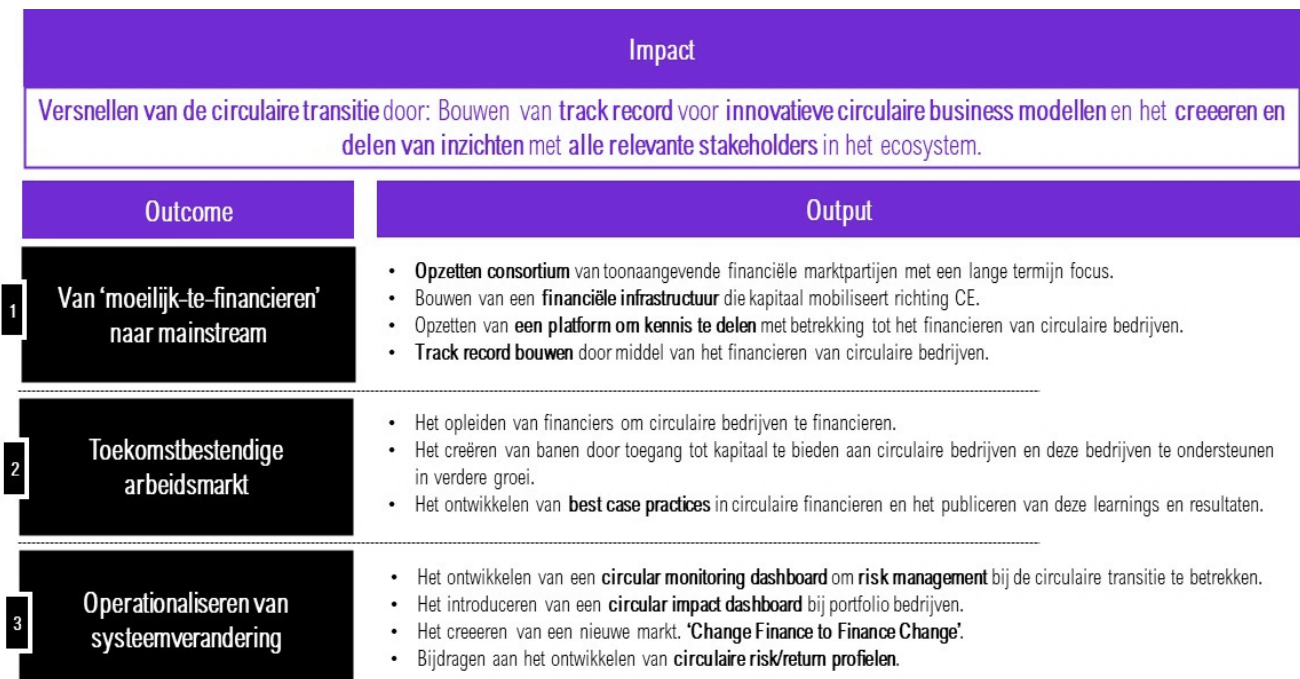 Impact
Versnellen van de circulaire transitie door: Bouwen van track record voor innovatieve circulaire business modellen en het creeeren en
delen van inzichten met alle relevante stakeholders in het ecosystem.
Outcome
Output
1
Van ‘moeilijk-te-financieren’
naar mainstream
• Opzetten consortium van toonaangevende financiële marktpartijen met een lange termijn focus.
• Bouwen van een financiële infrastructuur die kapitaal mobiliseert richting CE.
• Opzetten van een platform om kennis te delen met betrekking tot het financieren van circulaire bedrijven.
• Track record bouwen door middel van het financieren van circulaire bedrijven.
2
Toekomstbestendige
arbeidsmarkt
• Het opleiden van financiers om circulaire bedrijven te financieren.
• Het creëren van banen door toegang tot kapitaal te bieden aan circulaire bedrijven en deze bedrijven te ondersteunen
in verdere groei.
• Het ontwikkelen van best case practices in circulaire financieren en het publiceren van deze learnings en resultaten.
3
Operationaliseren van
systeemverandering
• Het ontwikkelen van een circular monitoring dashboard om risk management bij de circulaire transitie te betrekken.
• Het introduceren van een circular impact dashboard bij portfolio bedrijven.
• Het creeeren van een nieuwe markt. ‘Change Finance to Finance Change’.
• Bijdragen aan het ontwikkelen van circulaire risk/return profielen.